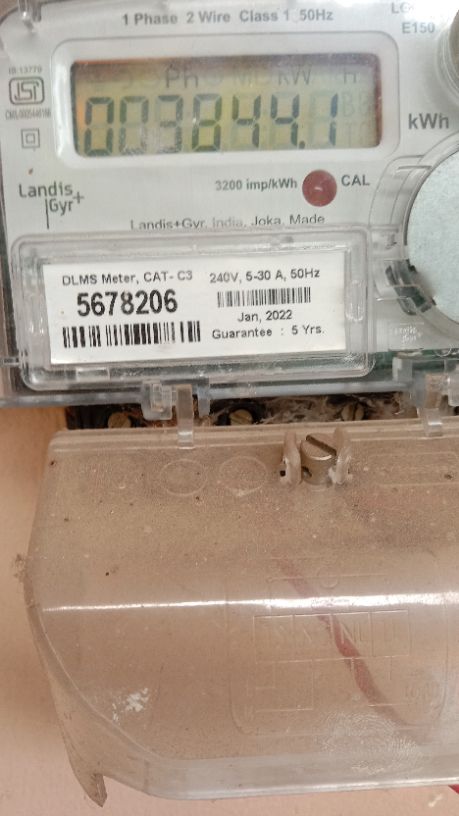 1 Phase 2 Wire Class 1 50Hz
E150
IS:13779
ISI
003844.1
kWh
Landis
Gyr+
3200 imp/kWh
CAL
Landis+Gyr, India, Joka, Made
DLMS Meter, CAT- C3
240V, 5-30 A, 50Hz
5678206
Jan, 2022
Guarantee : 5 Yrs.